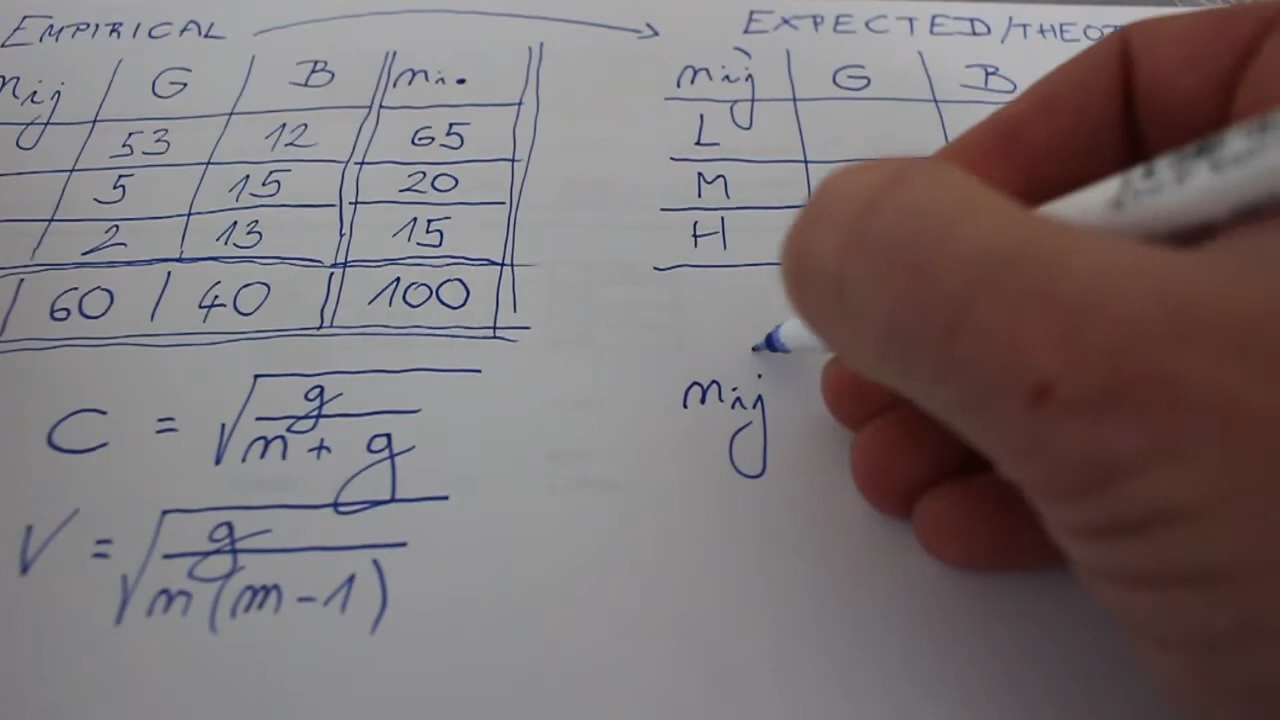 EMPIRICAL EXPECTED/THEO
nij G B ni.
53 12 65
5 15 20
2 13 15
60 40 100
nij G B
L
M
H
C = √g/n+g
V = √g/n(m-1)
nij